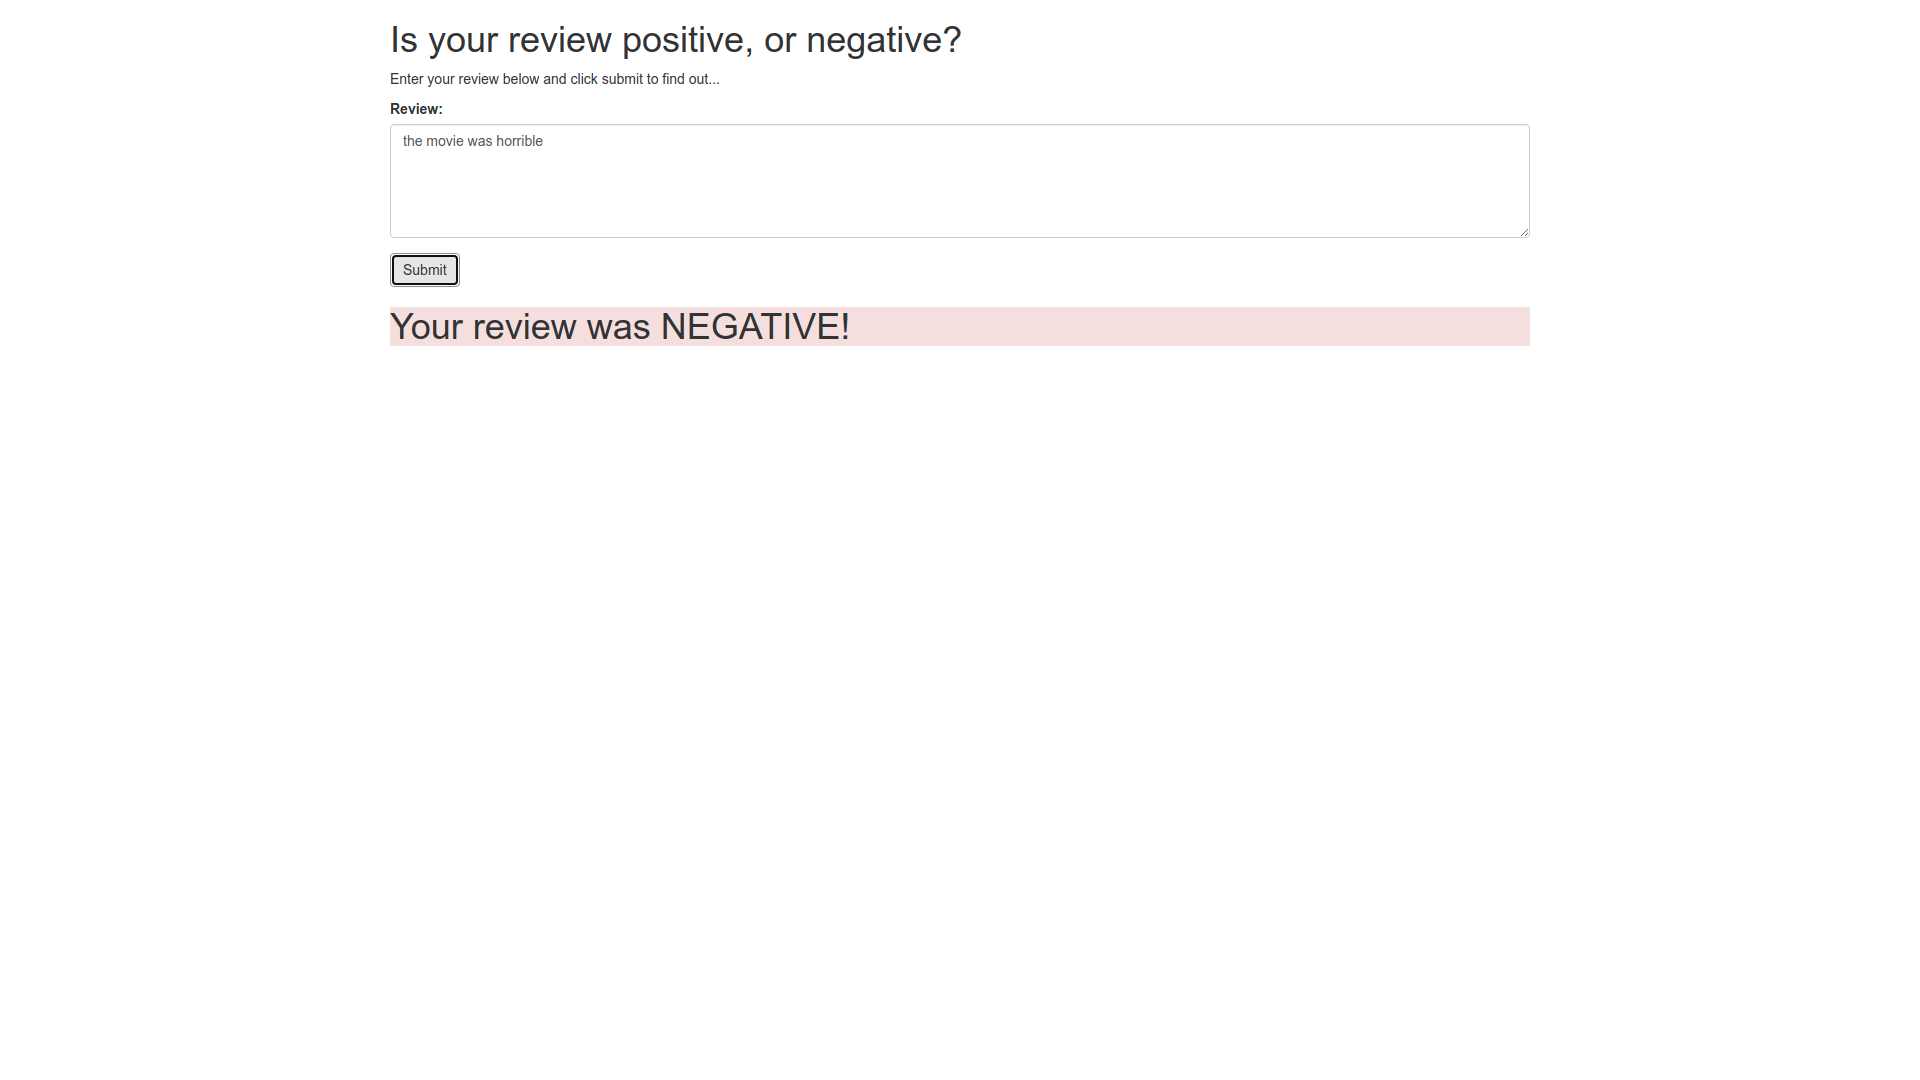 Is your review positive, or negative?
Enter your review below and click submit to find out...
Review:
the movie was horrible
Submit
Your review was NEGATIVE!